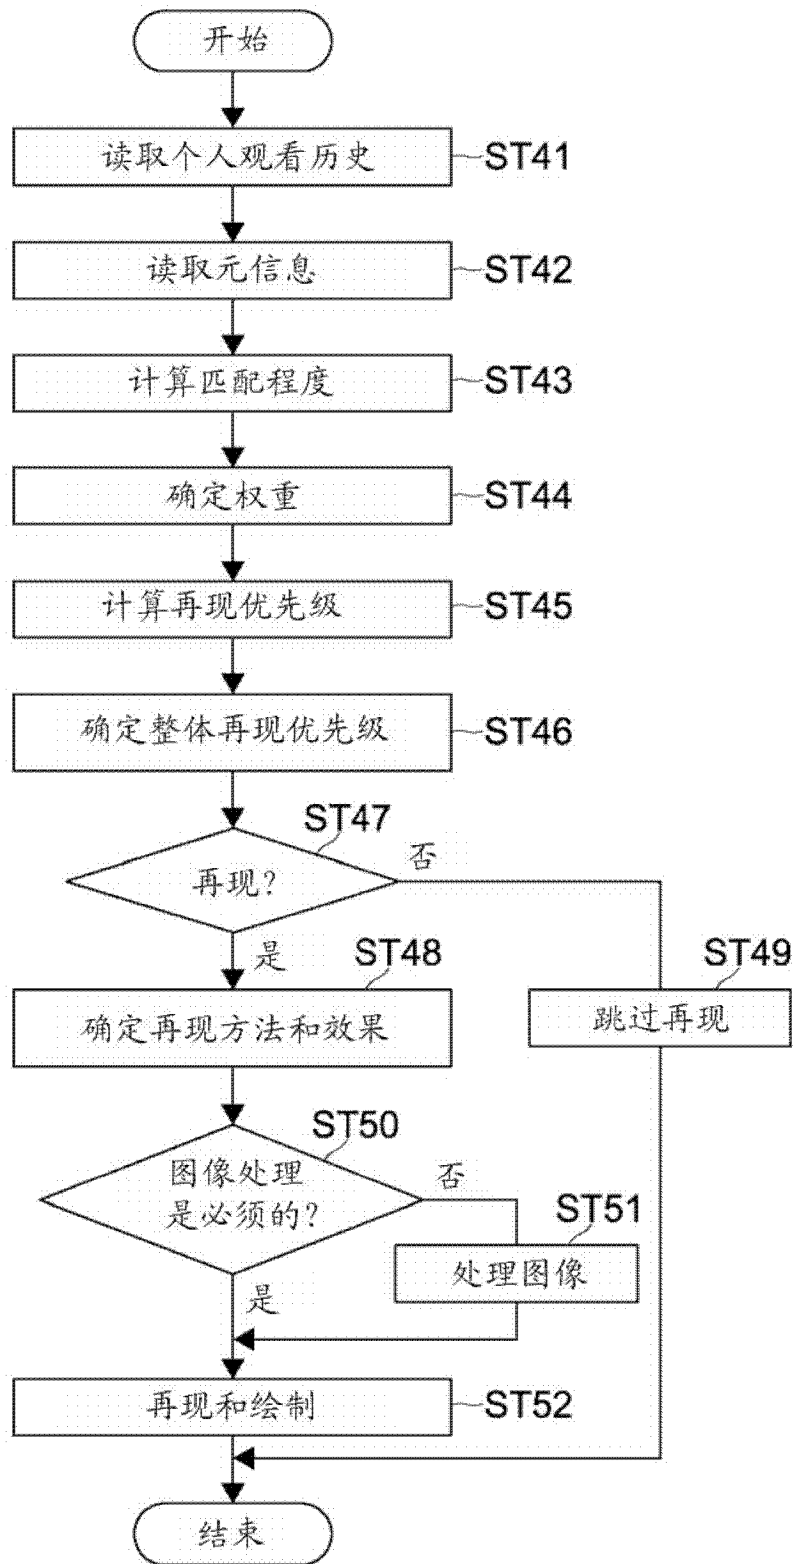 开始
读取个人观看历史
ST41
读取元信息
ST42
计算匹配程度
ST43
确定权重
ST44
计算再现优先级
ST45
确定整体再现优先级
ST46
ST47
再现?
否
是
ST48
确定再现方法和效果
ST49
跳过再现
ST50
图像处理
是必须的?
否
ST51
处理图像
是
再现和绘制
ST52
结束